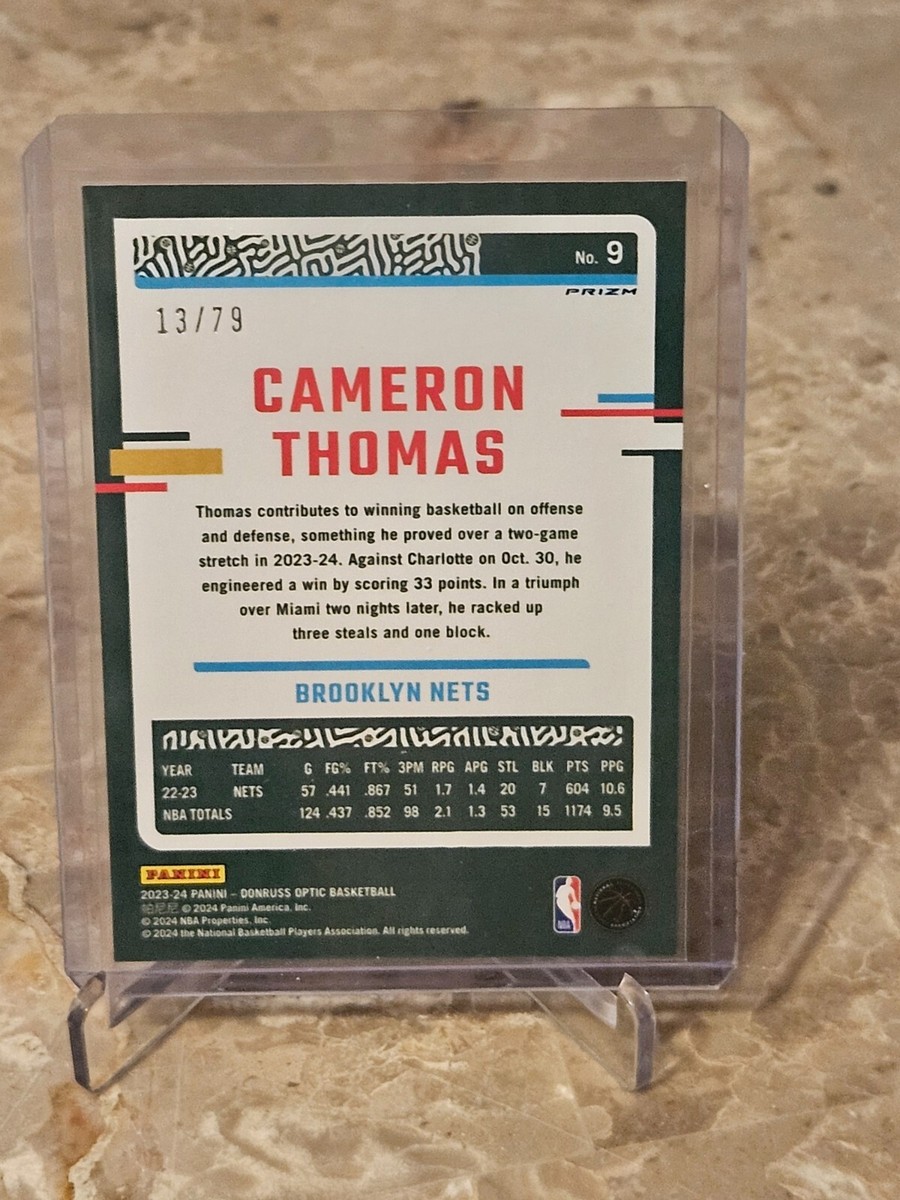 No. 9
PRIZM
13/79
CAMERON
THOMAS
Thomas contributes to winning basketball on offense
and defense, something he proved over a two-game
stretch in 2023-24. Against Charlotte on Oct. 30, he
engineered a win by scoring 33 points. In a triumph
over Miami two nights later, he racked up
three steals and one block.
BROOKLYN NETS
YEAR TEAM G FG% FT% 3PM RPG APG STL BLK PTS PPG
22-23 NETS 57 .441 .867 51 1.7 1.4 20 7 604 10.6
NBA TOTALS 124 .437 .852 98 2.1 1.3 53 15 1174 9.5
PANINI
2023-24 PANINI – DONRUSS OPTIC BASKETBALL
帕尼尼 © 2024 Panini America, Inc.
© 2024 NBA Properties, Inc.
© 2024 the National Basketball Players Association. All rights reserved.
NBA